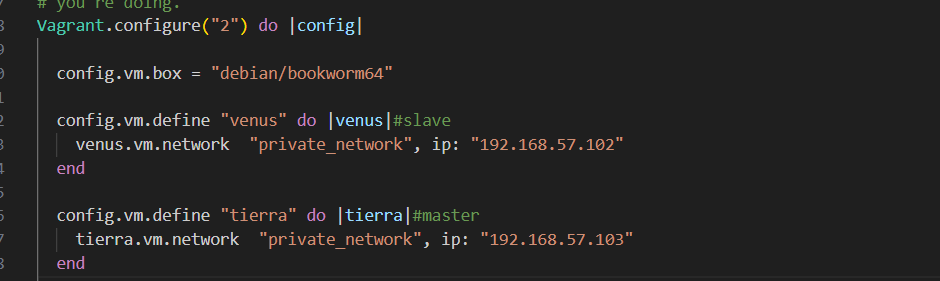 # you're doing.
Vagrant.configure("2") do |config|
config.vm.box = "debian/bookworm64"
config.vm.define "venus" do |venus|#slave
venus.vm.network  "private_network", ip: "192.168.57.102"
end
config.vm.define "tierra" do |tierra|#master
tierra.vm.network  "private_network", ip: "192.168.57.103"
end